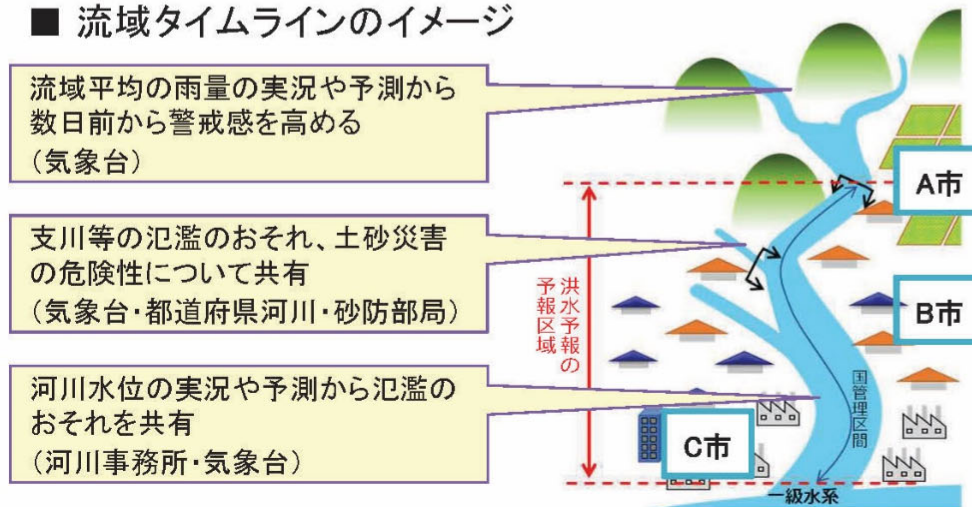 ■ 流域タイムラインのイメージ
流域平均の雨量の実況や予測から
数日前から警戒感を高める
(気象台)
支川等の氾濫のおそれ、土砂災害
の危険性について共有
(気象台・都道府県河川・砂防部局)
河川水位の実況や予測から氾濫の
おそれを共有
(河川事務所・気象台)
A市
B市
C市
洪水予報の
予報区域
国管理区間
一級水系